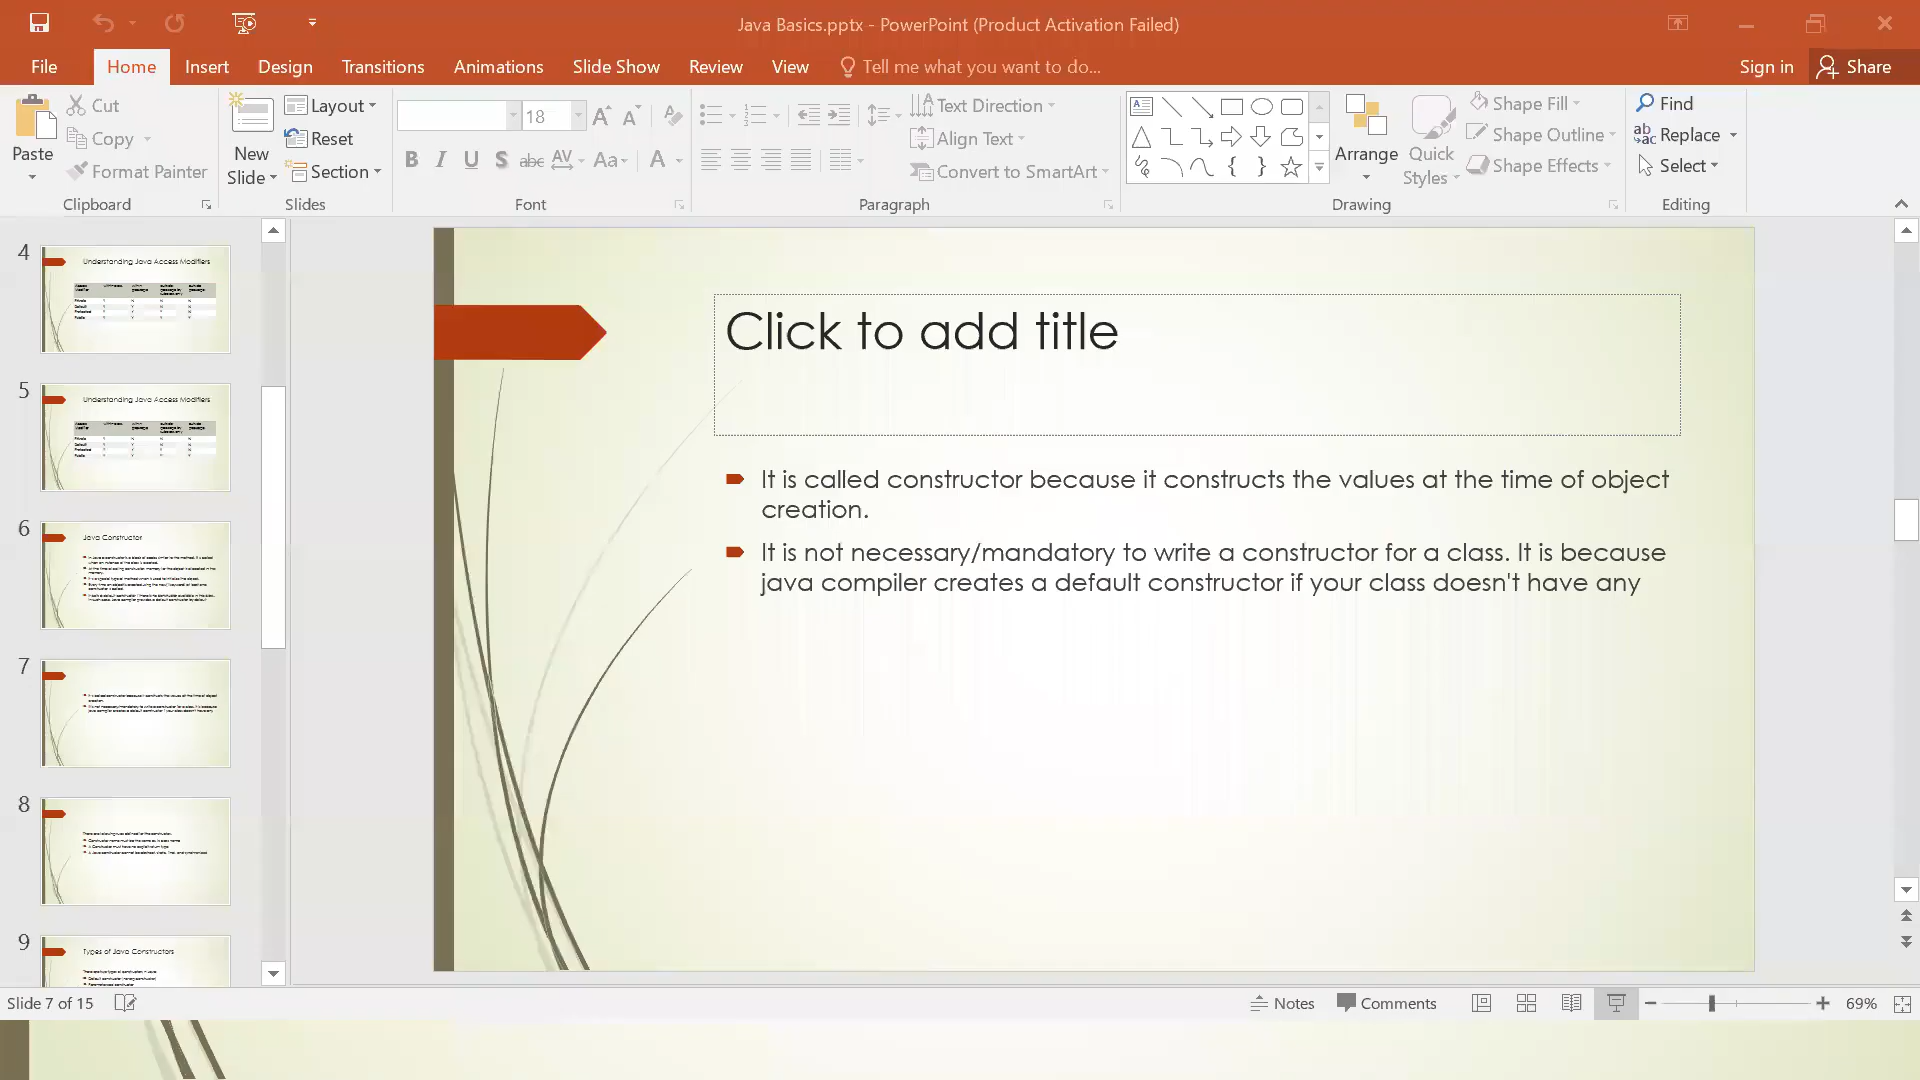 Java Basics.pptx - PowerPoint (Product Activation Failed)
File Home Insert Design Transitions Animations Slide Show Review View Tell me what you want to do... Sign in Share
Paste
Cut
Copy
Format Painter
Clipboard
New Slide
Layout
Reset
Section
Slides
18
B I U S abc AV Aa A
Font
Text Direction
Align Text
Convert to SmartArt
Paragraph
Arrange
Quick Styles
Shape Fill
Shape Outline
Shape Effects
Drawing
Find
Replace
Select
Editing
4
Understanding Java Access Modifiers
5
Understanding Java Access Modifiers
6
Java Constructor
7
8
9
Types of Java Constructors
Click to add title
It is called constructor because it constructs the values at the time of object
creation.
It is not necessary/mandatory to write a constructor for a class. It is because
java compiler creates a default constructor if your class doesn't have any
Slide 7 of 15 Notes Comments 69%